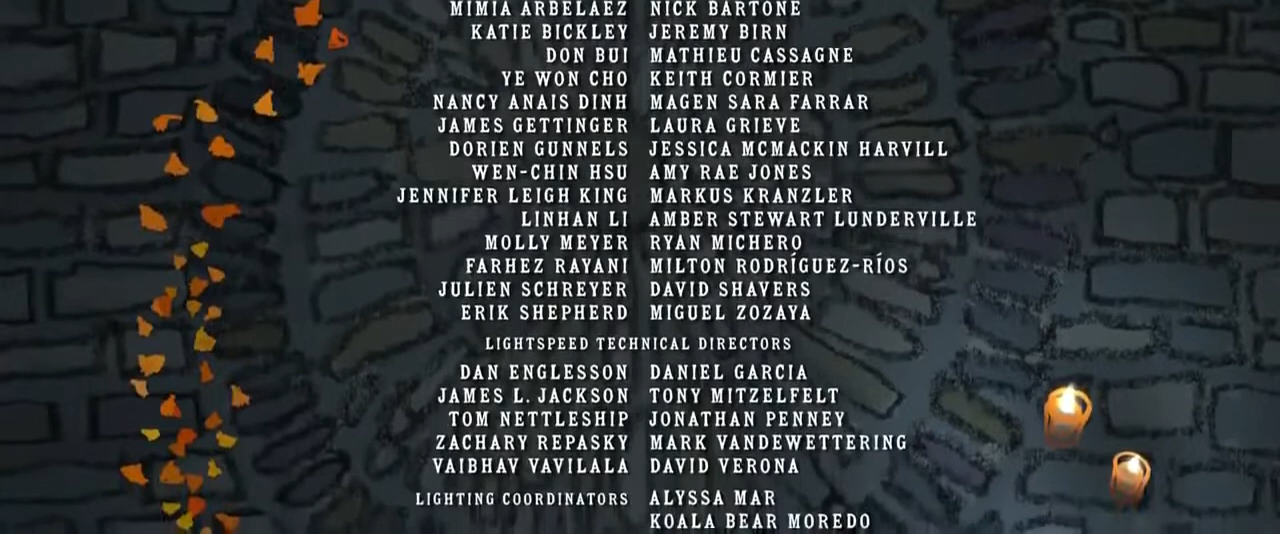 MIMIA ARBELAEZ NICK BARTONE
KATIE BICKLEY JEREMY BIRN
DON BUI MATHIEU CASSAGNE
YE WON CHO KEITH CORMIER
NANCY ANAIS DINH MAGEN SARA FARRAR
JAMES GETTINGER LAURA GRIEVE
DORIEN GUNNELS JESSICA MCMACKIN HARVILL
WEN-CHIN HSU AMY RAE JONES
JENNIFER LEIGH KING MARKUS KRANZLER
LINHAN LI AMBER STEWART LUNDERVILLE
MOLLY MEYER RYAN MICHERO
FARHEZ RAYANI MILTON RODRÍGUEZ-RÍOS
JULIEN SCHREYER DAVID SHAVERS
ERIK SHEPHERD MIGUEL ZOZAYA
LIGHTSPEED TECHNICAL DIRECTORS
DAN ENGLESSON DANIEL GARCIA
JAMES L. JACKSON TONY MITZELFELT
TOM NETTLESHIP JONATHAN PENNEY
ZACHARY REPASKY MARK VANDEWETTERING
VAIBHAV VAVILALA DAVID VERONA
LIGHTING COORDINATORS ALYSSA MAR
KOALA BEAR MOREDO